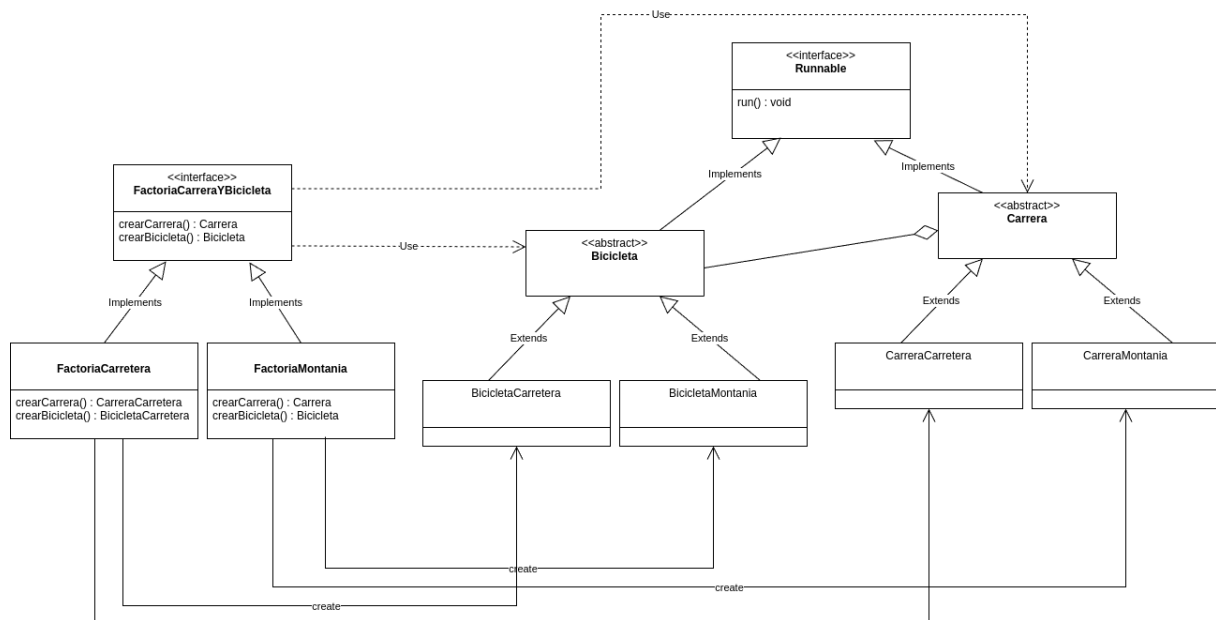 Use
<<interface>>
Runnable
run() : void
Implements
Implements
<<interface>>
FactoriaCarreraYBicicleta
crearCarrera() : Carrera
crearBicicleta() : Bicicleta
<<abstract>>
Carrera
Use
<<abstract>>
Bicicleta
Implements
Implements
Extends
Extends
Extends
Extends
FactoriaCarretera
crearCarrera() : CarreraCarretera
crearBicicleta() : BicicletaCarretera
FactoriaMontania
crearCarrera() : Carrera
crearBicicleta() : Bicicleta
BicicletaCarretera
BicicletaMontania
CarreraCarretera
CarreraMontania
create
create
create